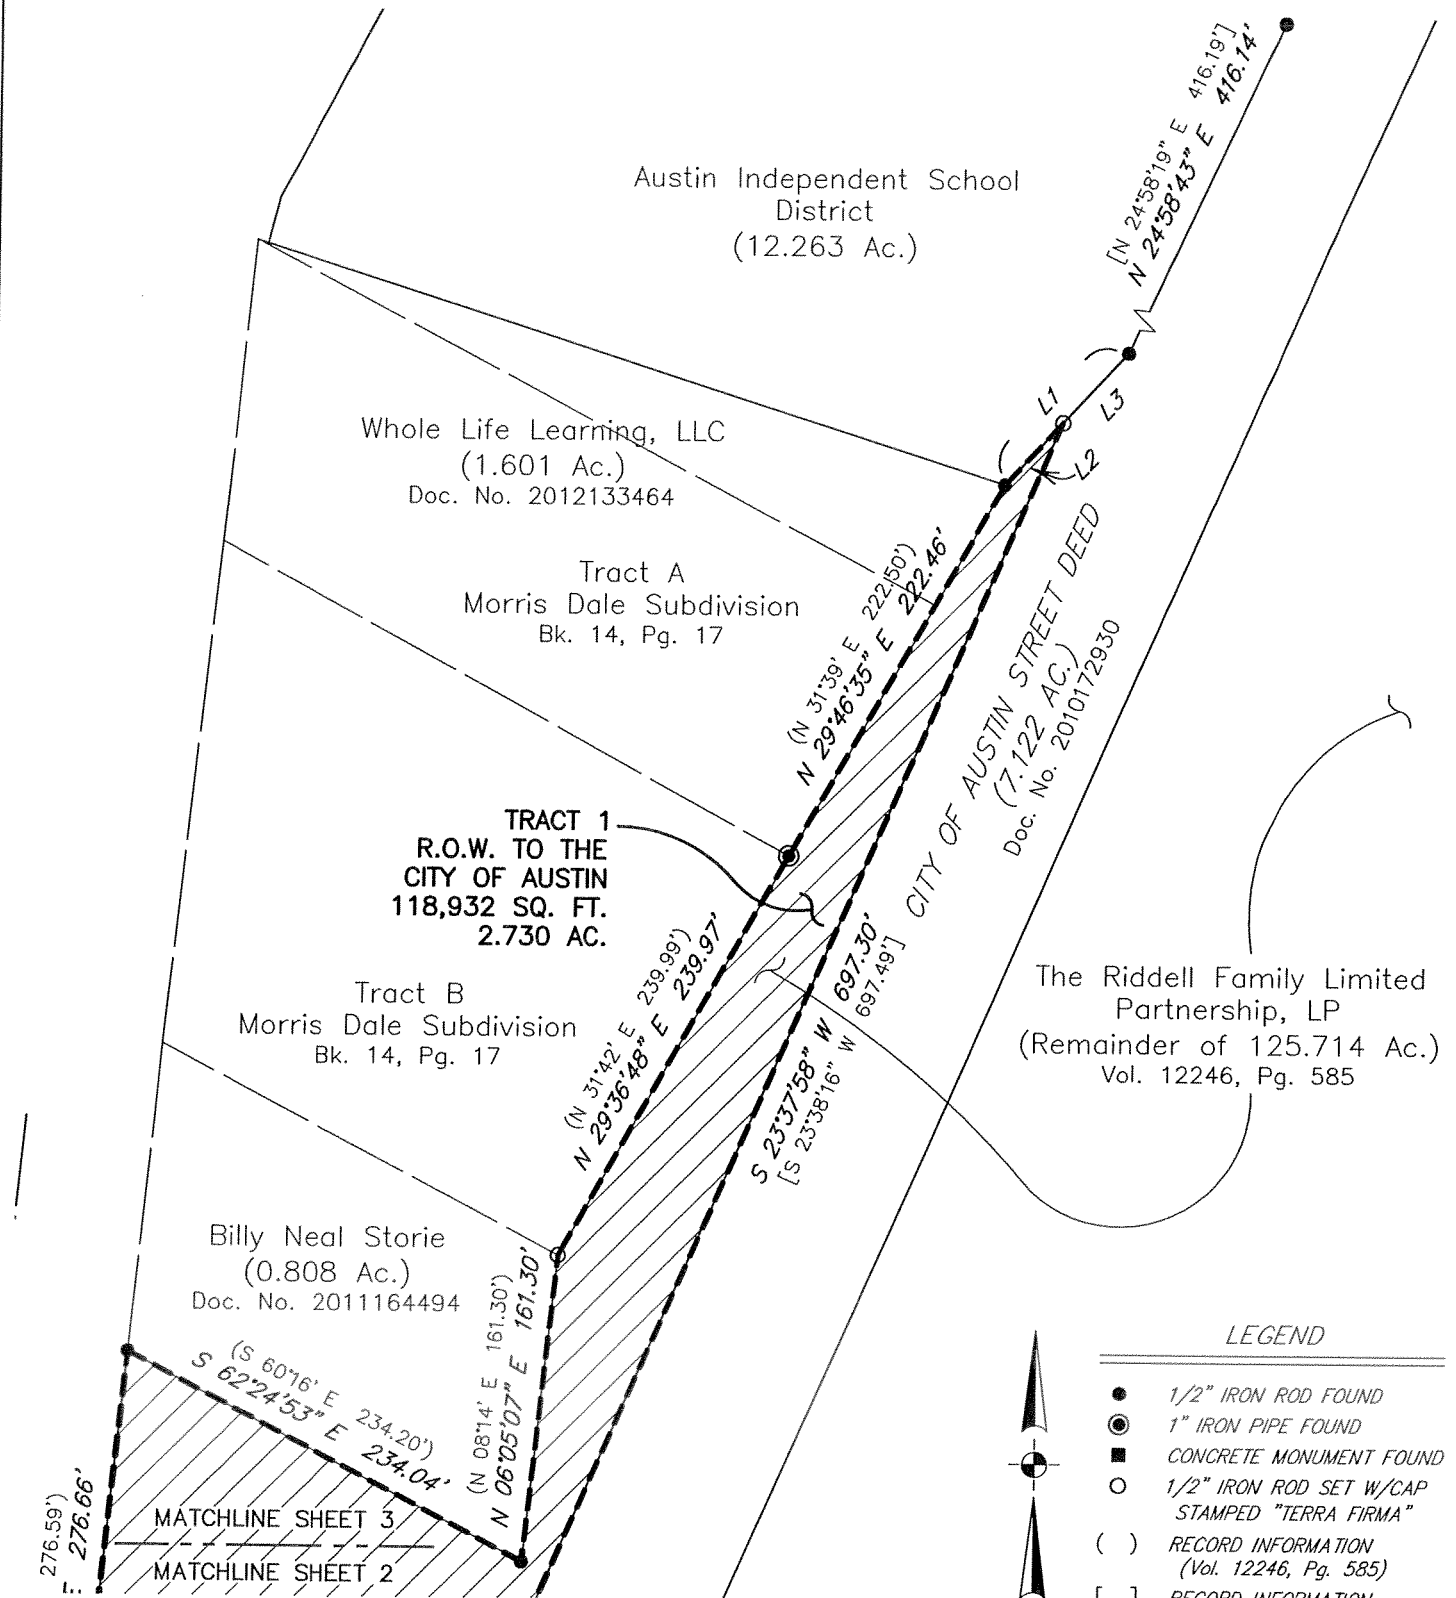 [N 24°58'19" E 416.19']
N 24°58'43" E 416.14'
Austin Independent School
District
(12.263 Ac.)
L1
L3
L2
Whole Life Learning, LLC
(1.601 Ac.)
Doc. No. 2012133464
Tract A
Morris Dale Subdivision
Bk. 14, Pg. 17
(N 31°39' E 222.50')
N 29°46'35" E 222.46'
CITY OF AUSTIN STREET DEED
(7.122 AC.)
Doc. No. 2010172930
TRACT 1
R.O.W. TO THE
CITY OF AUSTIN
118,932 SQ. FT.
2.730 AC.
(N 31°42' E 239.99')
N 29°36'48" E 239.97'
S 23°37'58" W 697.30'
[S 23°38'16" W 697.49']
The Riddell Family Limited
Partnership, LP
(Remainder of 125.714 Ac.)
Vol. 12246, Pg. 585
Tract B
Morris Dale Subdivision
Bk. 14, Pg. 17
Billy Neal Storie
(0.808 Ac.)
Doc. No. 2011164494
(S 60°16' E 234.20')
S 62°24'53" E 234.04'
(N 08°14' E 161.30')
N 06°05'07" E 161.30'
276.59')
E 276.66'
MATCHLINE SHEET 3
MATCHLINE SHEET 2
LEGEND
1/2" IRON ROD FOUND
1" IRON PIPE FOUND
CONCRETE MONUMENT FOUND
1/2" IRON ROD SET W/CAP
STAMPED "TERRA FIRMA"
( ) RECORD INFORMATION
(Vol. 12246, Pg. 585)
[ ] RECORD INFORMATION